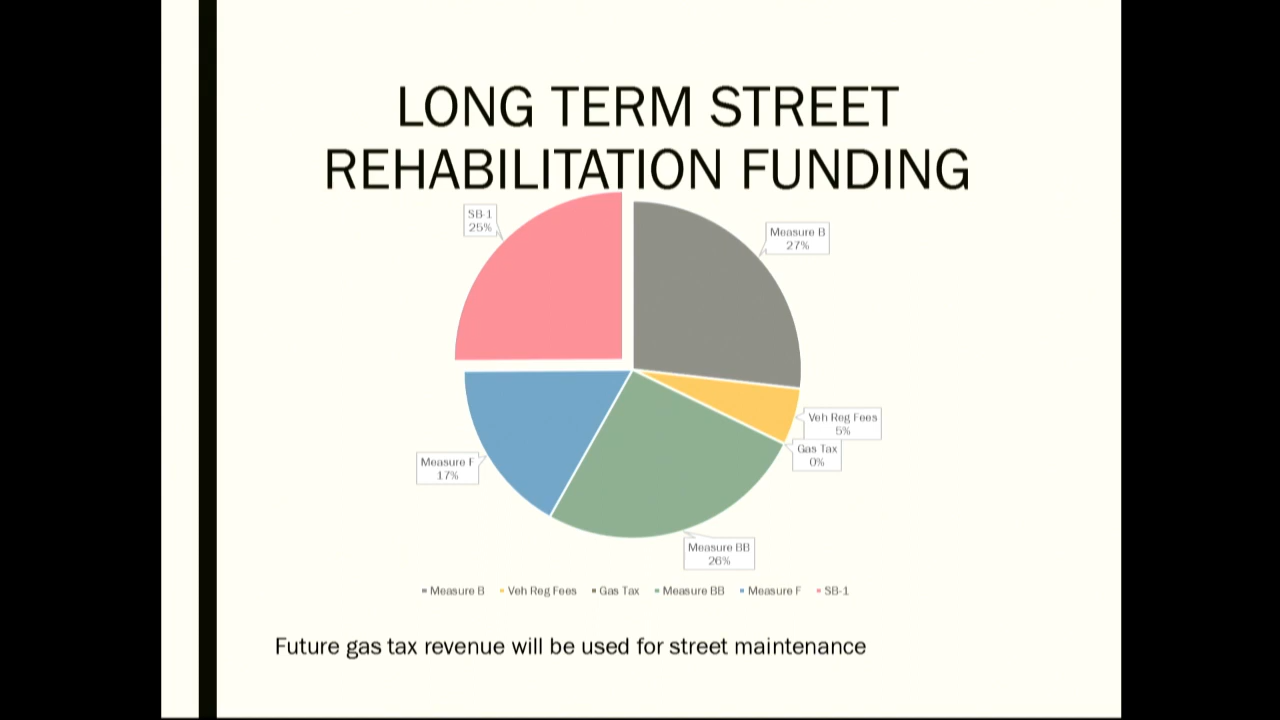 LONG TERM STREET
REHABILITATION FUNDING
SB-1
25%
Measure B
27%
Veh Reg Fees
5%
Gas Tax
0%
Measure F
17%
Measure BB
26%
Measure B Veh Reg Fees Gas Tax Measure BB Measure F SB-1
Future gas tax revenue will be used for street maintenance